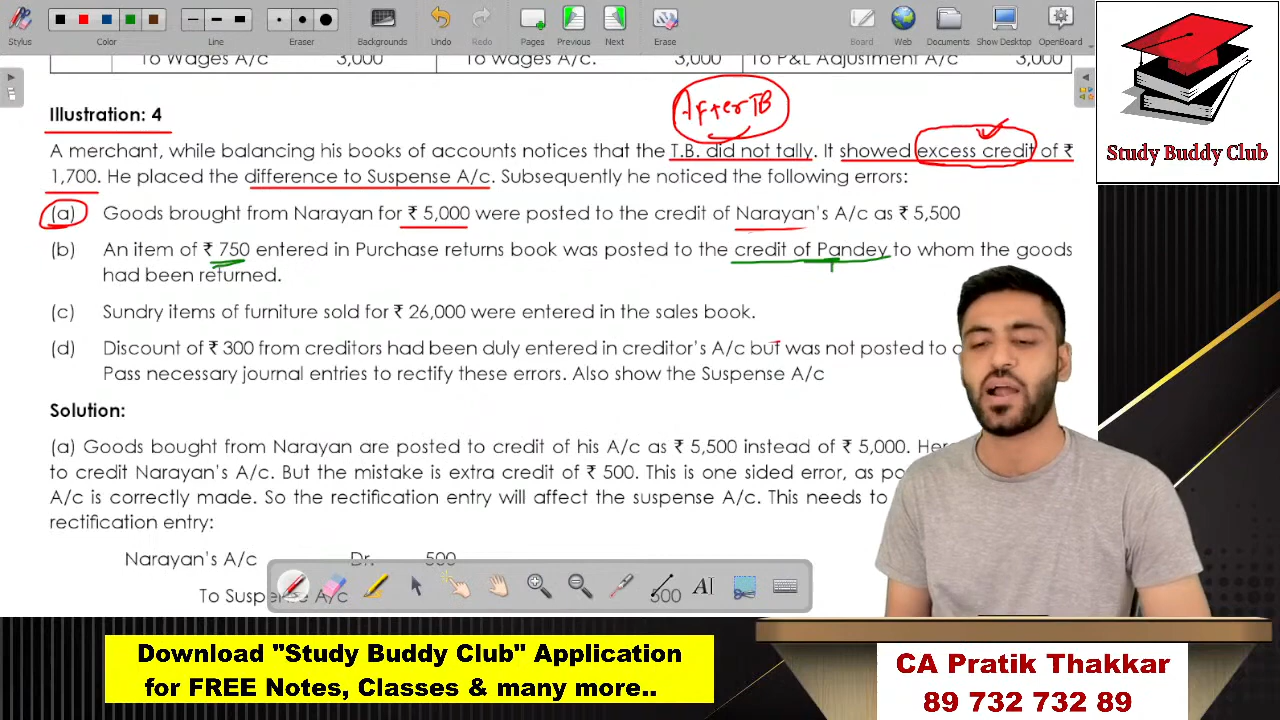 Stylus
Color
Line
Eraser
Backgrounds
Undo
Redo
Pages
Previous
Next
Erase
Board
Web
Documents
Show Desktop
OpenBoard
To Wages A/c 3,000 To wages A/c. 3,000 To P&L Adjustment A/c 3,000
Study Buddy Club
After TB
Illustration: 4
A merchant, while balancing his books of accounts notices that the T.B. did not tally. It showed excess credit of ₹
1,700. He placed the difference to Suspense A/c. Subsequently he noticed the following errors:
(a) Goods brought from Narayan for ₹ 5,000 were posted to the credit of Narayan's A/c as ₹ 5,500
(b) An item of ₹ 750 entered in Purchase returns book was posted to the credit of Pandey to whom the goods
had been returned.
(c) Sundry items of furniture sold for ₹ 26,000 were entered in the sales book.
(d) Discount of ₹ 300 from creditors had been duly entered in creditor's A/c but was not posted to
Pass necessary journal entries to rectify these errors. Also show the Suspense A/c
Solution:
(a) Goods bought from Narayan are posted to credit of his A/c as ₹ 5,500 instead of ₹ 5,000.
to credit Narayan's A/c. But the mistake is extra credit of ₹ 500. This is one sided error, as
A/c is correctly made. So the rectification entry will affect the suspense A/c. This needs to
rectification entry:
Narayan's A/c Dr. 500
To Suspense A/c 500
Download "Study Buddy Club" Application
for FREE Notes, Classes & many more..
CA Pratik Thakkar
89 732 732 89